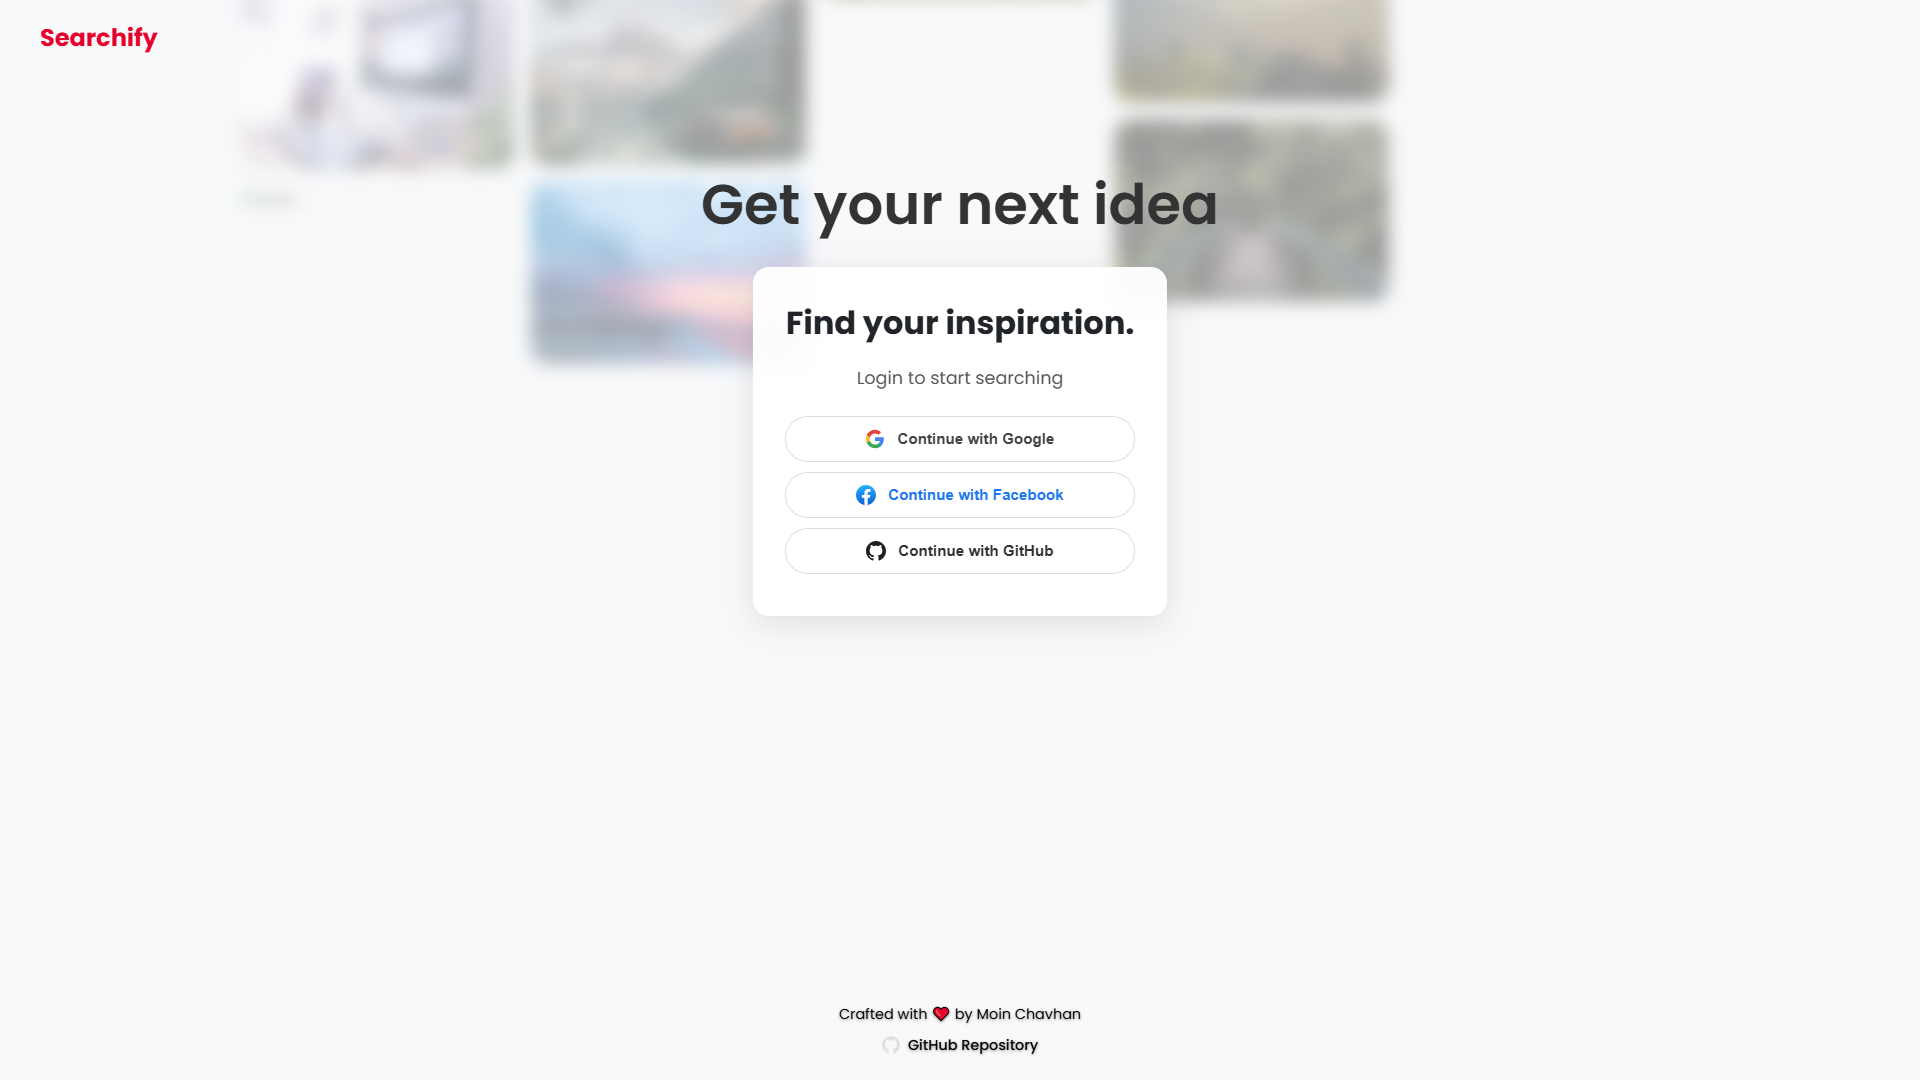 Searchify
Get your next idea
Find your inspiration.
Login to start searching
Continue with Google
Continue with Facebook
Continue with GitHub
Crafted with ❤️ by Moin Chavhan
GitHub Repository